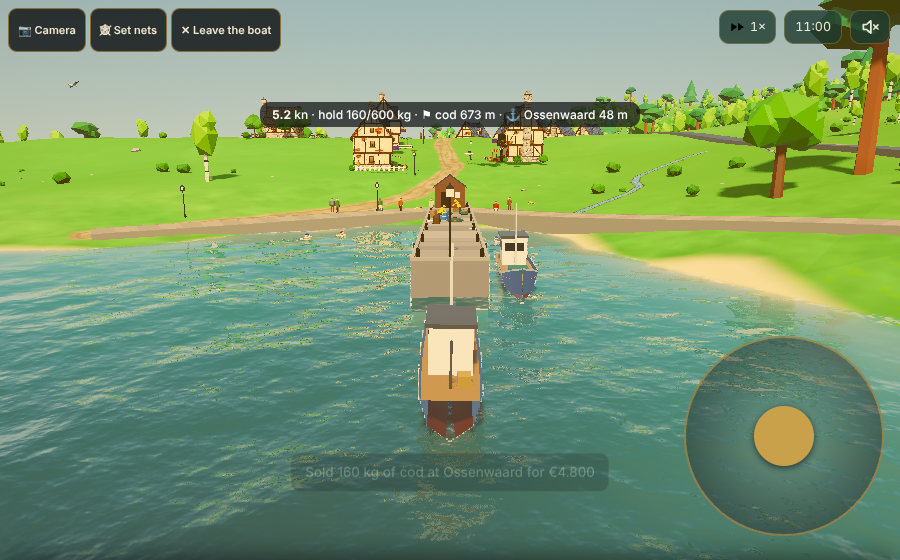 Camera
Set nets
× Leave the boat
1×
11:00
5.2 kn · hold 160/600 kg · cod 673 m · Ossenwaard 48 m
Sold 160 kg of cod at Ossenwaard for €4.800